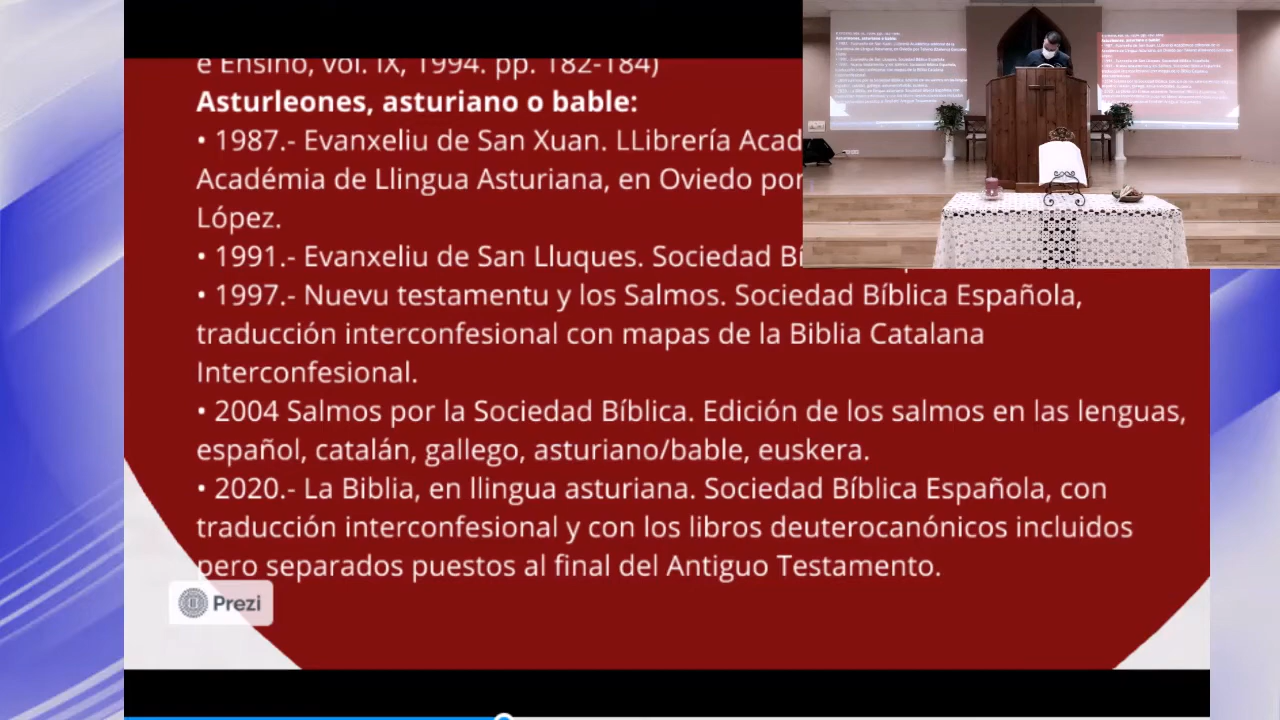 e Ensino, vol. IX, 1994. pp. 182-184)
Asturleones, asturiano o bable:
• 1987.- Evanxeliu de San Xuan. LLibrería Acad
Académia de Llingua Asturiana, en Oviedo por
López.
• 1991.- Evanxeliu de San Lluques. Sociedad Bí
• 1997.- Nuevu testamentu y los Salmos. Sociedad Bíblica Española,
traducción interconfesional con mapas de la Biblia Catalana
Interconfesional.
• 2004 Salmos por la Sociedad Bíblica. Edición de los salmos en las lenguas,
español, catalán, gallego, asturiano/bable, euskera.
• 2020.- La Biblia, en llingua asturiana. Sociedad Bíblica Española, con
traducción interconfesional y con los libros deuterocanónicos incluidos
pero separados puestos al final del Antiguo Testamento.
Prezi